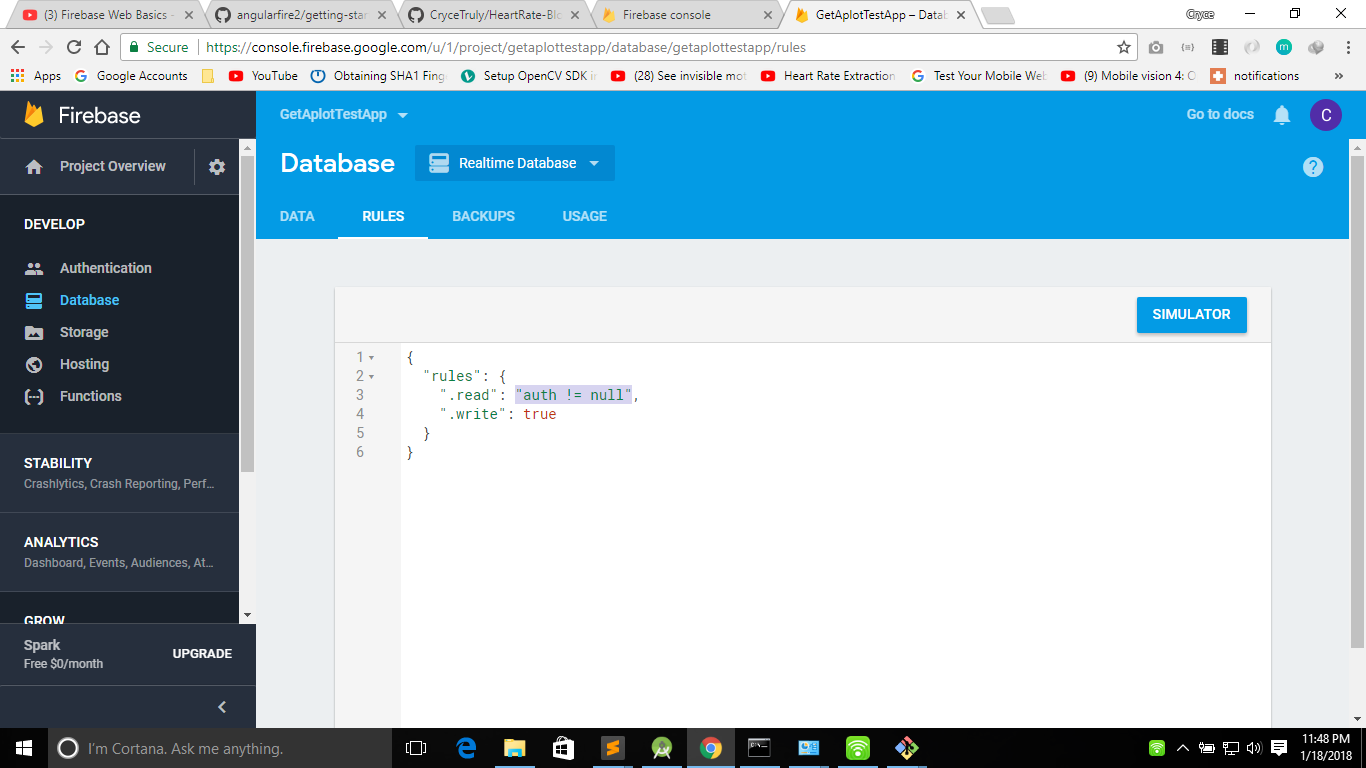 (3) Firebase Web Basics -
angularfire2/getting-star
CryceTruly/HeartRate-Blo
Firebase console
GetAplotTestApp – Datab
Cryce
Secure
https://console.firebase.google.com/u/1/project/getaplottestapp/database/getaplottestapp/rules
Apps
Google Accounts
YouTube
Obtaining SHA1 Fing
Setup OpenCV SDK i
(28) See invisible mot
Heart Rate Extraction
Test Your Mobile Web
(9) Mobile vision 4: O
notifications
»
Firebase
GetAplotTestApp
Go to docs
C
Project Overview
Database
Realtime Database
DATA
RULES
BACKUPS
USAGE
DEVELOP
Authentication
Database
Storage
Hosting
Functions
STABILITY
Crashlytics, Crash Reporting, Perf...
ANALYTICS
Dashboard, Events, Audiences, At...
GROW
Spark
Free $0/month
UPGRADE
SIMULATOR
1 {
2 "rules": {
3 ".read": "auth != null",
4 ".write": true
5 }
6 }
I'm Cortana. Ask me anything.
11:48 PM
1/18/2018